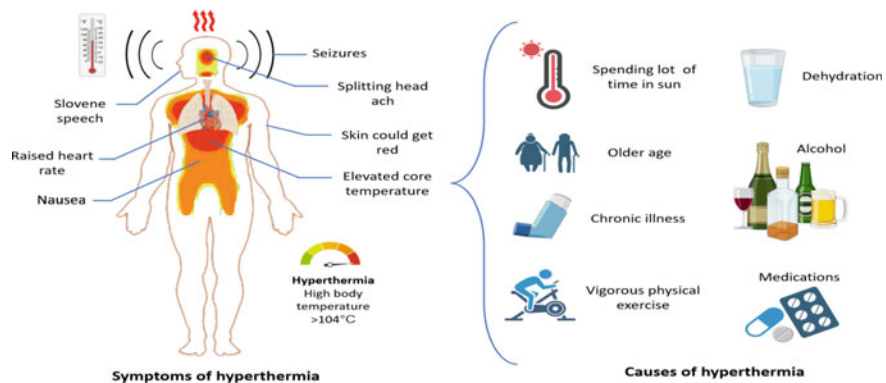 Seizures
Splitting head
ach
Slovene
speech
Skin could get
red
Raised heart
rate
Elevated core
temperature
Nausea
Hyperthermia
High body
temperature
>104°C
Symptoms of hyperthermia
Spending lot of
time in sun
Dehydration
Older age
Alcohol
Chronic illness
Vigorous physical
exercise
Medications
Causes of hyperthermia